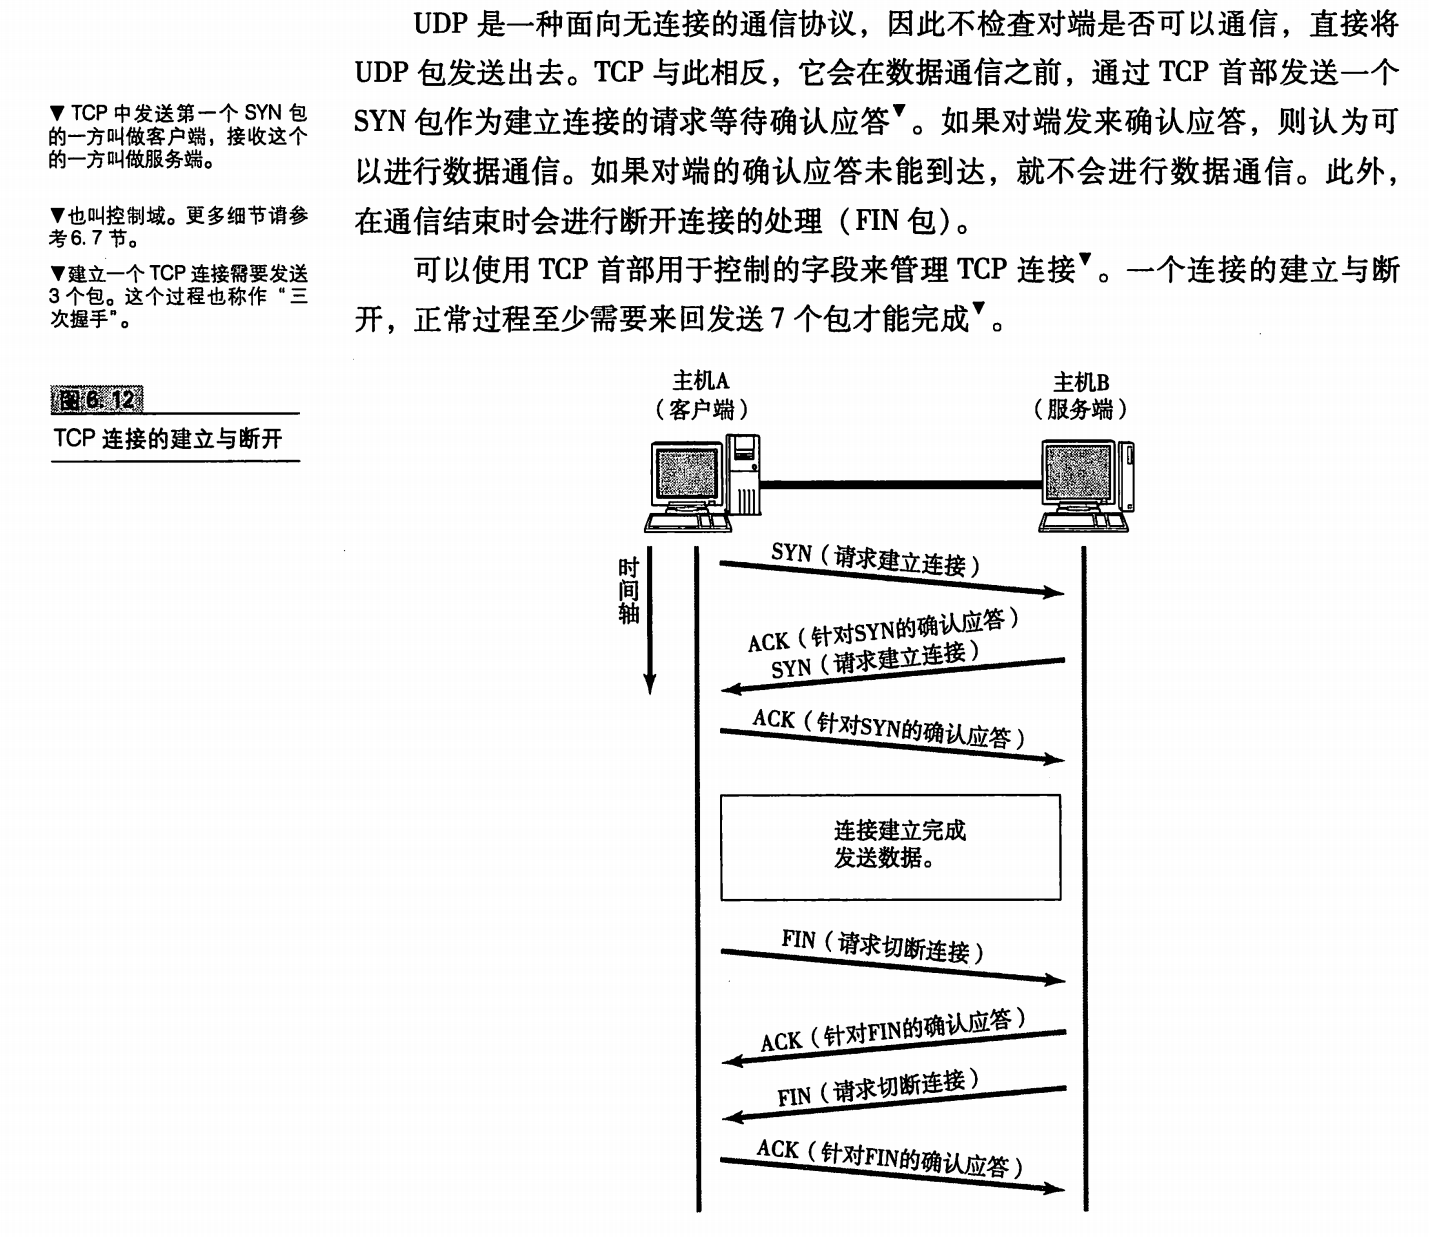 UDP 是一种面向无连接的通信协议，因此不检查对端是否可以通信，直接将
UDP 包发送出去。TCP 与此相反，它会在数据通信之前，通过 TCP 首部发送一个
SYN 包作为建立连接的请求等待确认应答▼。如果对端发来确认应答，则认为可
以进行数据通信。如果对端的确认应答未能到达，就不会进行数据通信。此外，
在通信结束时会进行断开连接的处理（FIN 包）。
可以使用 TCP 首部用于控制的字段来管理 TCP 连接▼。一个连接的建立与断
开，正常过程至少需要来回发送 7 个包才能完成▼。
▼ TCP 中发送第一个 SYN 包
的一方叫做客户端，接收这个
的一方叫做服务端。
▼也叫控制域。更多细节请参
考6.7 节。
▼建立一个 TCP 连接需要发送
3 个包。这个过程也称作“三
次握手”。
图6.12
TCP 连接的建立与断开
主机A
（客户端）
主机B
（服务端）
时间轴
SYN（请求建立连接）
ACK（针对SYN的确认应答）
SYN（请求建立连接）
ACK（针对SYN的确认应答）
连接建立完成
发送数据。
FIN（请求切断连接）
ACK（针对FIN的确认应答）
FIN（请求切断连接）
ACK（针对FIN的确认应答）